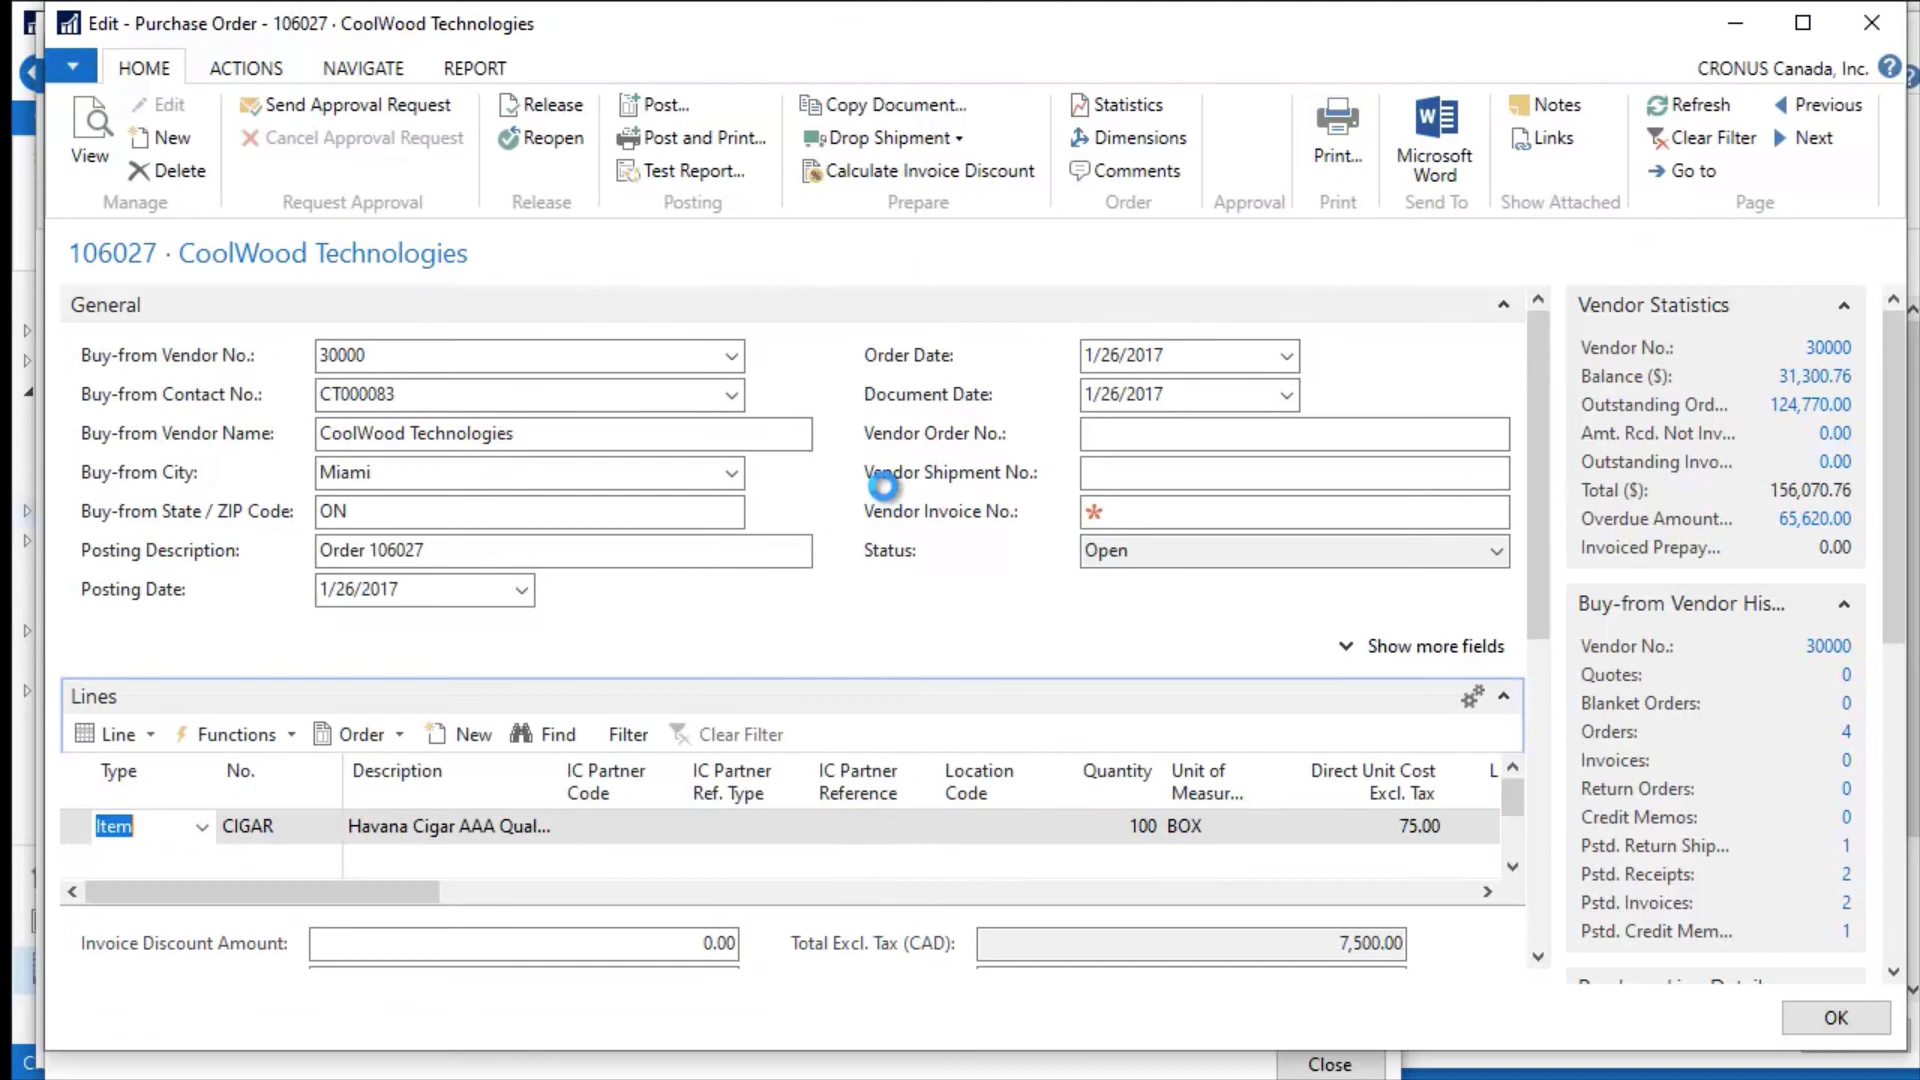 Edit - Purchase Order - 106027 · CoolWood Technologies
HOME ACTIONS NAVIGATE REPORT CRONUS Canada, Inc.
View
Edit
New
Delete
Manage
Send Approval Request
Cancel Approval Request
Request Approval
Release
Reopen
Release
Post...
Post and Print...
Test Report...
Posting
Copy Document...
Drop Shipment
Calculate Invoice Discount
Prepare
Statistics
Dimensions
Comments
Order
Approval
Print...
Print
Microsoft
Word
Send To
Notes
Links
Show Attached
Refresh
Clear Filter
Go to
Previous
Next
Page
106027 · CoolWood Technologies
General
Buy-from Vendor No.: 30000
Buy-from Contact No.: CT000083
Buy-from Vendor Name: CoolWood Technologies
Buy-from City: Miami
Buy-from State / ZIP Code: ON
Posting Description: Order 106027
Posting Date: 1/26/2017
Order Date: 1/26/2017
Document Date: 1/26/2017
Vendor Order No.:
Vendor Shipment No.:
Vendor Invoice No.: *
Status: Open
Show more fields
Lines
Line Functions Order New Find Filter Clear Filter
Type No. Description IC Partner Code IC Partner Ref. Type IC Partner Reference Location Code Quantity Unit of Measur... Direct Unit Cost Excl. Tax L
Item CIGAR Havana Cigar AAA Qual... 100 BOX 75.00
Invoice Discount Amount: 0.00 Total Excl. Tax (CAD): 7,500.00
Vendor Statistics
Vendor No.: 30000
Balance ($): 31,300.76
Outstanding Ord... 124,770.00
Amt. Rcd. Not Inv... 0.00
Outstanding Invo... 0.00
Total ($): 156,070.76
Overdue Amount... 65,620.00
Invoiced Prepay... 0.00
Buy-from Vendor His...
Vendor No.: 30000
Quotes: 0
Blanket Orders: 0
Orders: 4
Invoices: 0
Return Orders: 0
Credit Memos: 0
Pstd. Return Ship... 1
Pstd. Receipts: 2
Pstd. Invoices: 2
Pstd. Credit Mem... 1
OK
Close